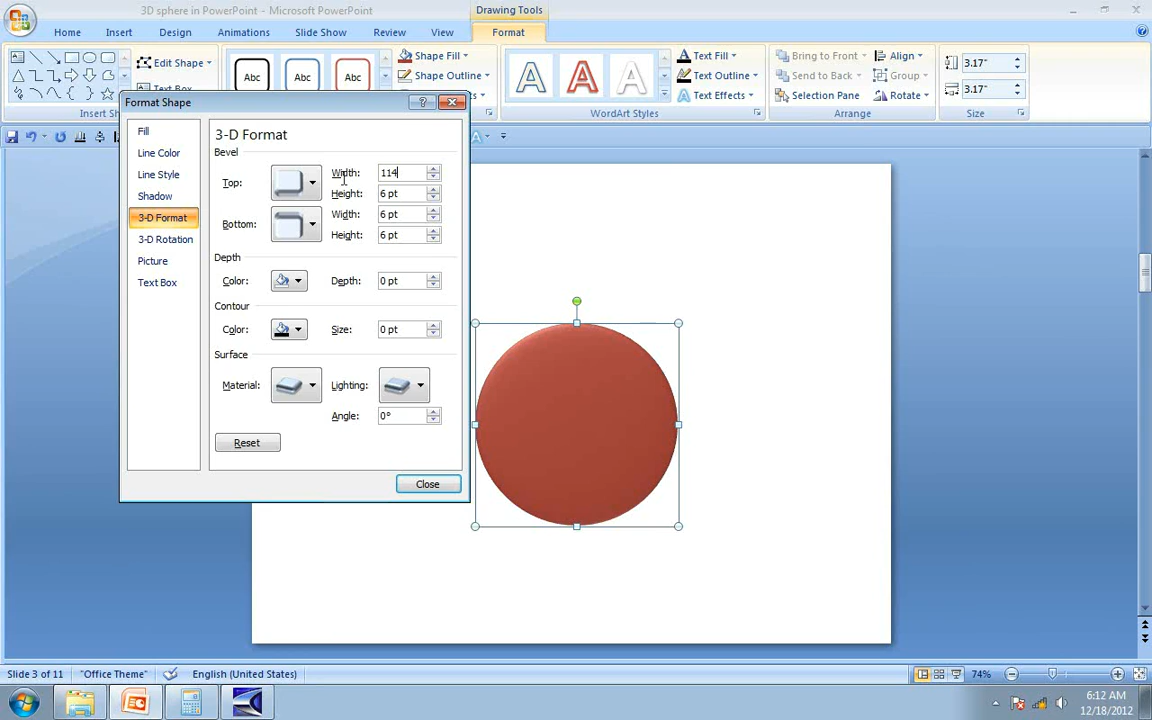 3D sphere in PowerPoint - Microsoft PowerPoint
Drawing Tools
Home
Insert
Design
Animations
Slide Show
Review
View
Format
Edit Shape
Text Box
Insert Sh
Abc
Abc
Abc
Shape Fill
Shape Outline
Text Fill
Text Outline
Text Effects
WordArt Styles
Bring to Front
Send to Back
Selection Pane
Align
Group
Rotate
Arrange
3.17"
3.17"
Size
Format Shape
Fill
Line Color
Line Style
Shadow
3-D Format
3-D Rotation
Picture
Text Box
3-D Format
Bevel
Top:
Width: 114
Height: 6 pt
Bottom:
Width: 6 pt
Height: 6 pt
Depth
Color:
Depth: 0 pt
Contour
Color:
Size: 0 pt
Surface
Material:
Lighting:
Angle: 0°
Reset
Close
Slide 3 of 11
"Office Theme"
English (United States)
74%
6:12 AM
12/18/2012